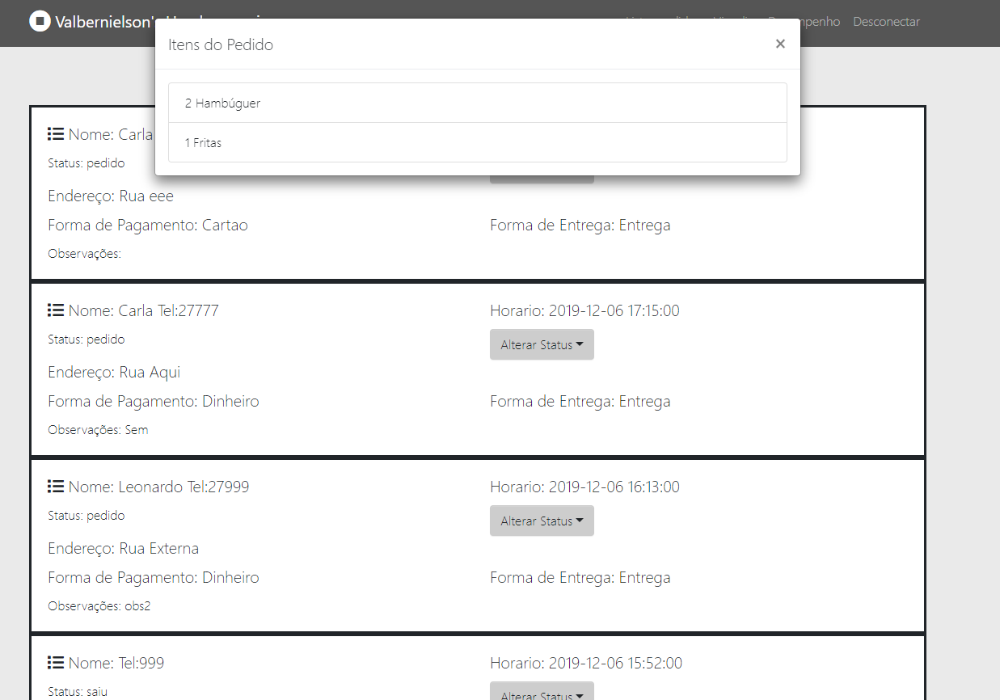 Valbernielson's
Desconectar
Itens do Pedido
×
2 Hambúguer
1 Fritas
Nome: Carla
Status: pedido
Endereço: Rua eee
Forma de Pagamento: Cartao Forma de Entrega: Entrega
Observações:
Nome: Carla Tel:27777 Horario: 2019-12-06 17:15:00
Status: pedido Alterar Status
Endereço: Rua Aqui
Forma de Pagamento: Dinheiro Forma de Entrega: Entrega
Observações: Sem
Nome: Leonardo Tel:27999 Horario: 2019-12-06 16:13:00
Status: pedido Alterar Status
Endereço: Rua Externa
Forma de Pagamento: Dinheiro Forma de Entrega: Entrega
Observações: obs2
Nome: Tel:999 Horario: 2019-12-06 15:52:00
Status: saiu Alterar Status